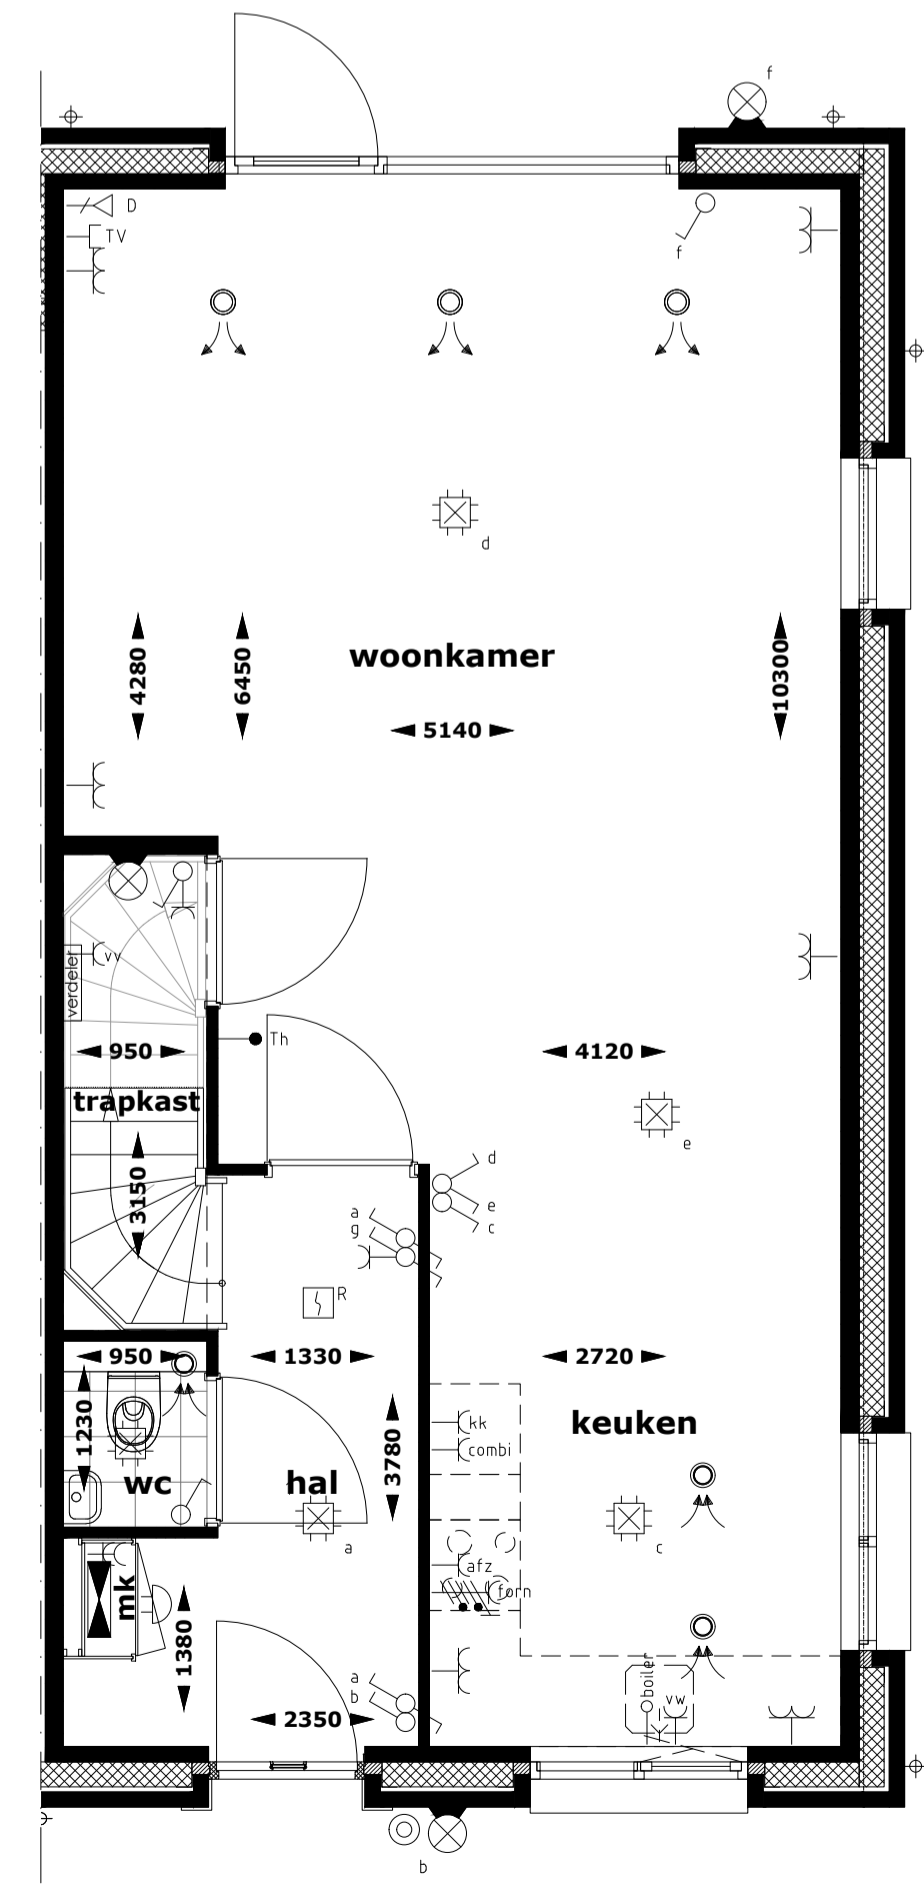 f
D
TV
f
d
woonkamer
4280
6450
10300
5140
vv
verdeler
Th
950
4120
trapkast
e
3150
d
e
c
a
g
R
950
1330
2720
1230
3780
kk
keuken
combi
wc
hal
a
c
afz
forn
mk
1380
boiler
a
b
vw
2350
b